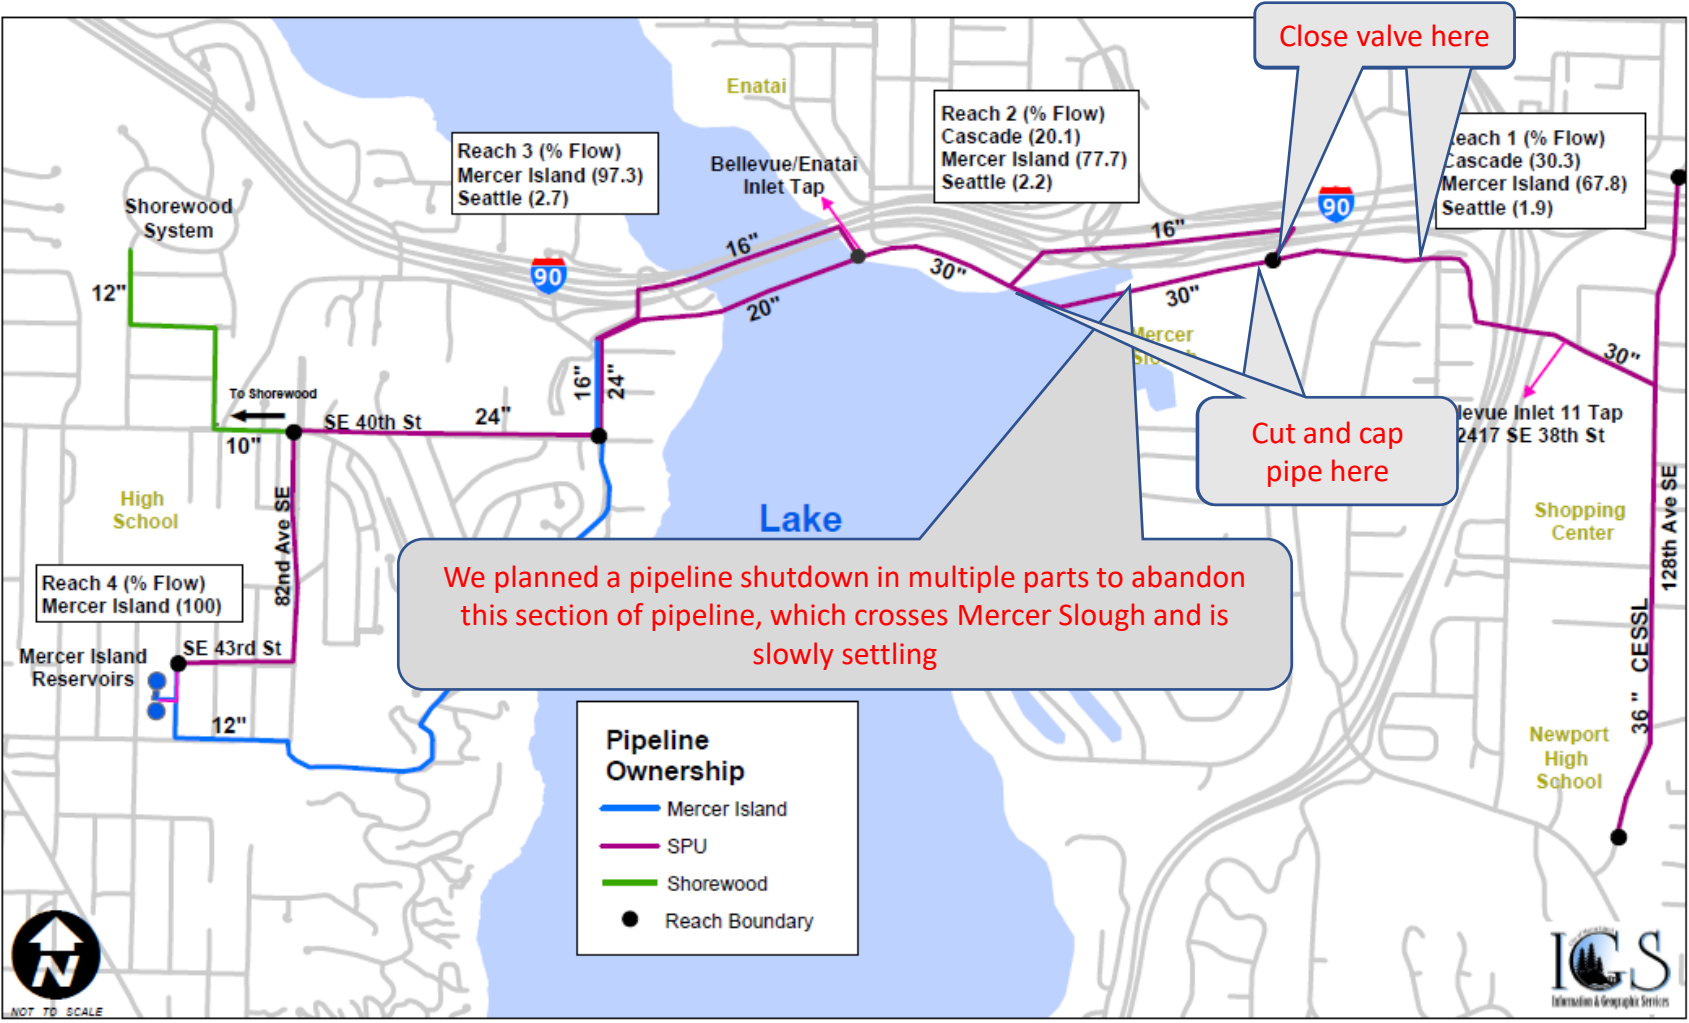 Close valve here
Enatai
Reach 2 (% Flow)
Cascade (20.1)
Mercer Island (77.7)
Seattle (2.2)
Reach 3 (% Flow)
Mercer Island (97.3)
Seattle (2.7)
Bellevue/Enatai
Inlet Tap
each 1 (% Flow)
Cascade (30.3)
Mercer Island (67.8)
Seattle (1.9)
Shorewood
System
90
16"
16"
90
12"
30"
20"
30"
Mercer
30"
16"
24"
To Shorewood
SE 40th St
24"
10"
Cut and cap
pipe here
levue Inlet 11 Tap
2417 SE 38th St
High
School
82nd Ave SE
Lake
Shopping
Center
128th Ave SE
We planned a pipeline shutdown in multiple parts to abandon
this section of pipeline, which crosses Mercer Slough and is
slowly settling
Reach 4 (% Flow)
Mercer Island (100)
SE 43rd St
Mercer Island
Reservoirs
12"
36 " CESSL
Newport
High
School
Pipeline
Ownership
Mercer Island
SPU
Shorewood
Reach Boundary
N
NOT TO SCALE
IGS
Information & Geographic Services